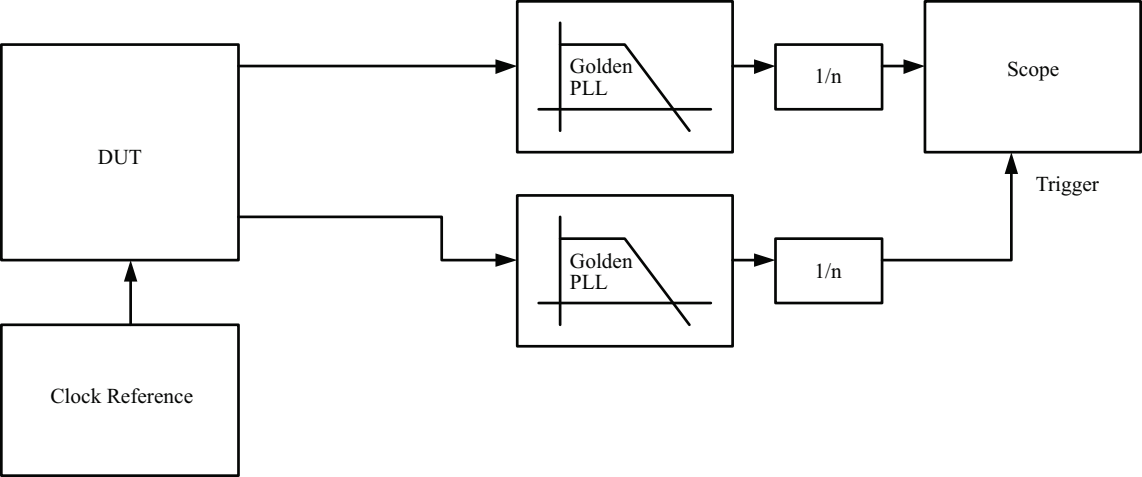 Golden
PLL
1/n
Scope
DUT
Trigger
Golden
PLL
1/n
Clock Reference